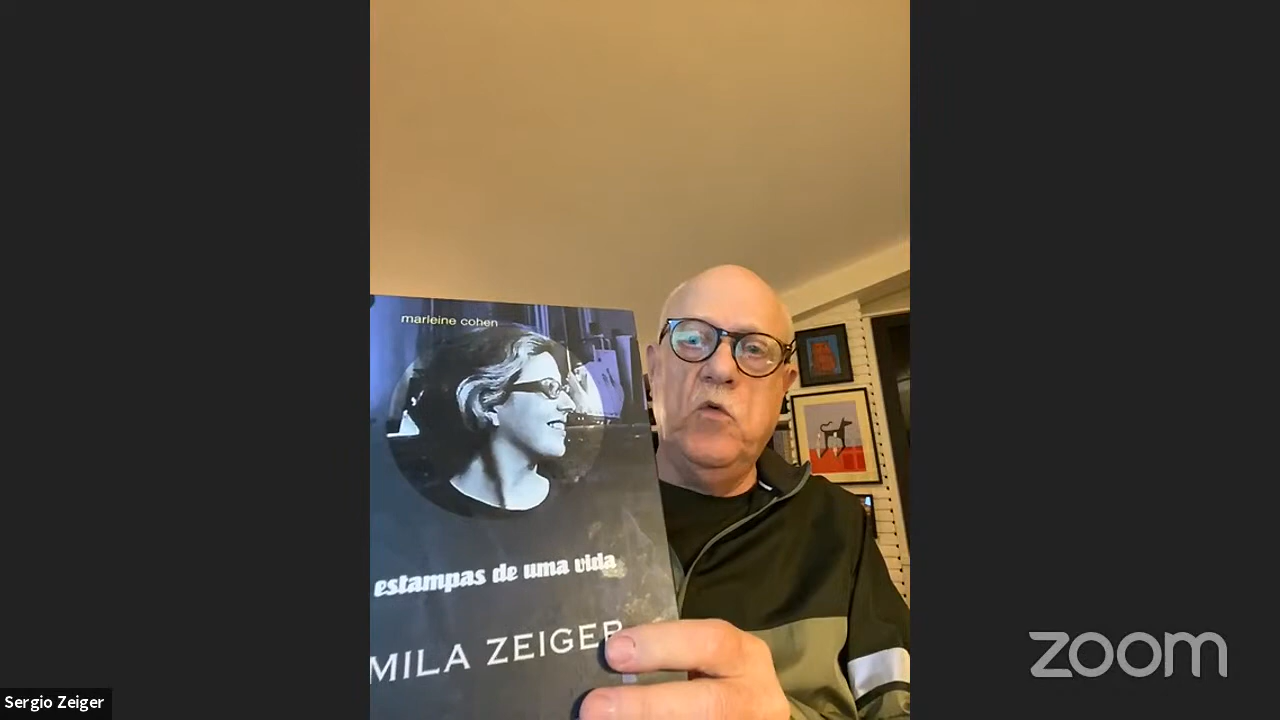 marleine cohen
estampas de uma vida
MILA ZEIGER
Sergio Zeiger
zoom